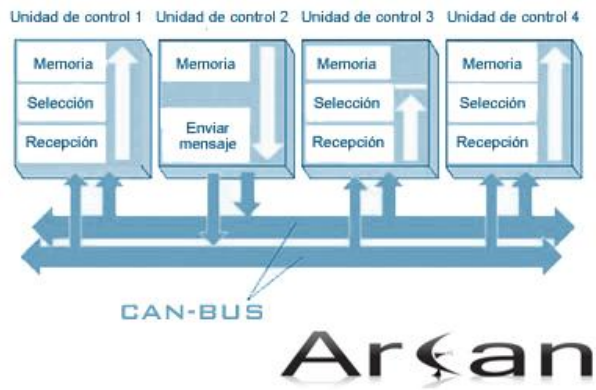 Unidad de control 1 Unidad de control 2 Unidad de control 3 Unidad de control 4
Memoria
Selección
Recepción
Memoria
Enviar
mensaje
Memoria
Selección
Recepción
Memoria
Selección
Recepción
CAN-BUS
Arcan